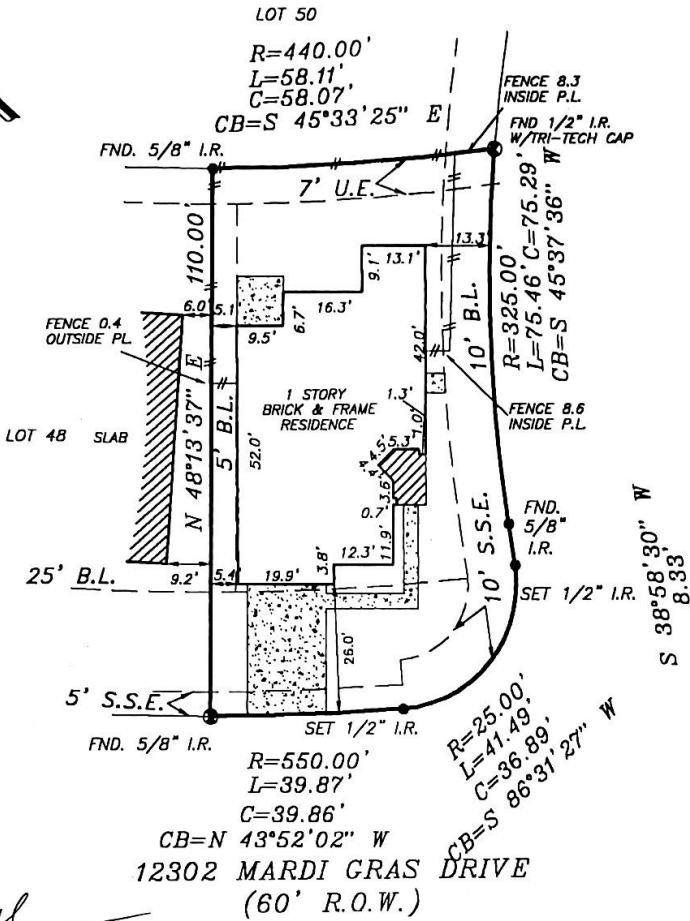 LOT 50
R=440.00'
L=58.11'
C=58.07'
CB=S 45°33'25" E
FENCE 8.3
INSIDE P.L.
FND 1/2" I.R.
W/TRI-TECH CAP
FND. 5/8" I.R.
7' U.E.
110.00'
N 48°13'37" E
R=325.00'
L=75.46' C=75.29'
CB=S 45°37'36" W
13.3'
13.1'
9.1'
10' B.L.
16.3'
6.7'
6.0'
5.1
9.5'
FENCE 0.4
OUTSIDE PL
42.0'
1 STORY
BRICK & FRAME
RESIDENCE
1.3'
1.0'
FENCE 8.6
INSIDE P.L.
LOT 48 SLAB
5' B.L.
52.0'
4.5'
5.3'
3.6'
0.7'
11.9'
FND.
5/8"
I.R.
10' S.S.E.
12.3'
3.8'
9.2'
5.4
19.9'
25' B.L.
SET 1/2" I.R.
S 38°58'30" W
8.33'
26.0'
5' S.S.E.
SET 1/2" I.R.
FND. 5/8" I.R.
R=25.00'
L=41.49'
C=36.89'
CB=S 86°31'27" W
R=550.00'
L=39.87'
C=39.86'
CB=N 43°52'02" W
12302 MARDI GRAS DRIVE
(60' R.O.W.)